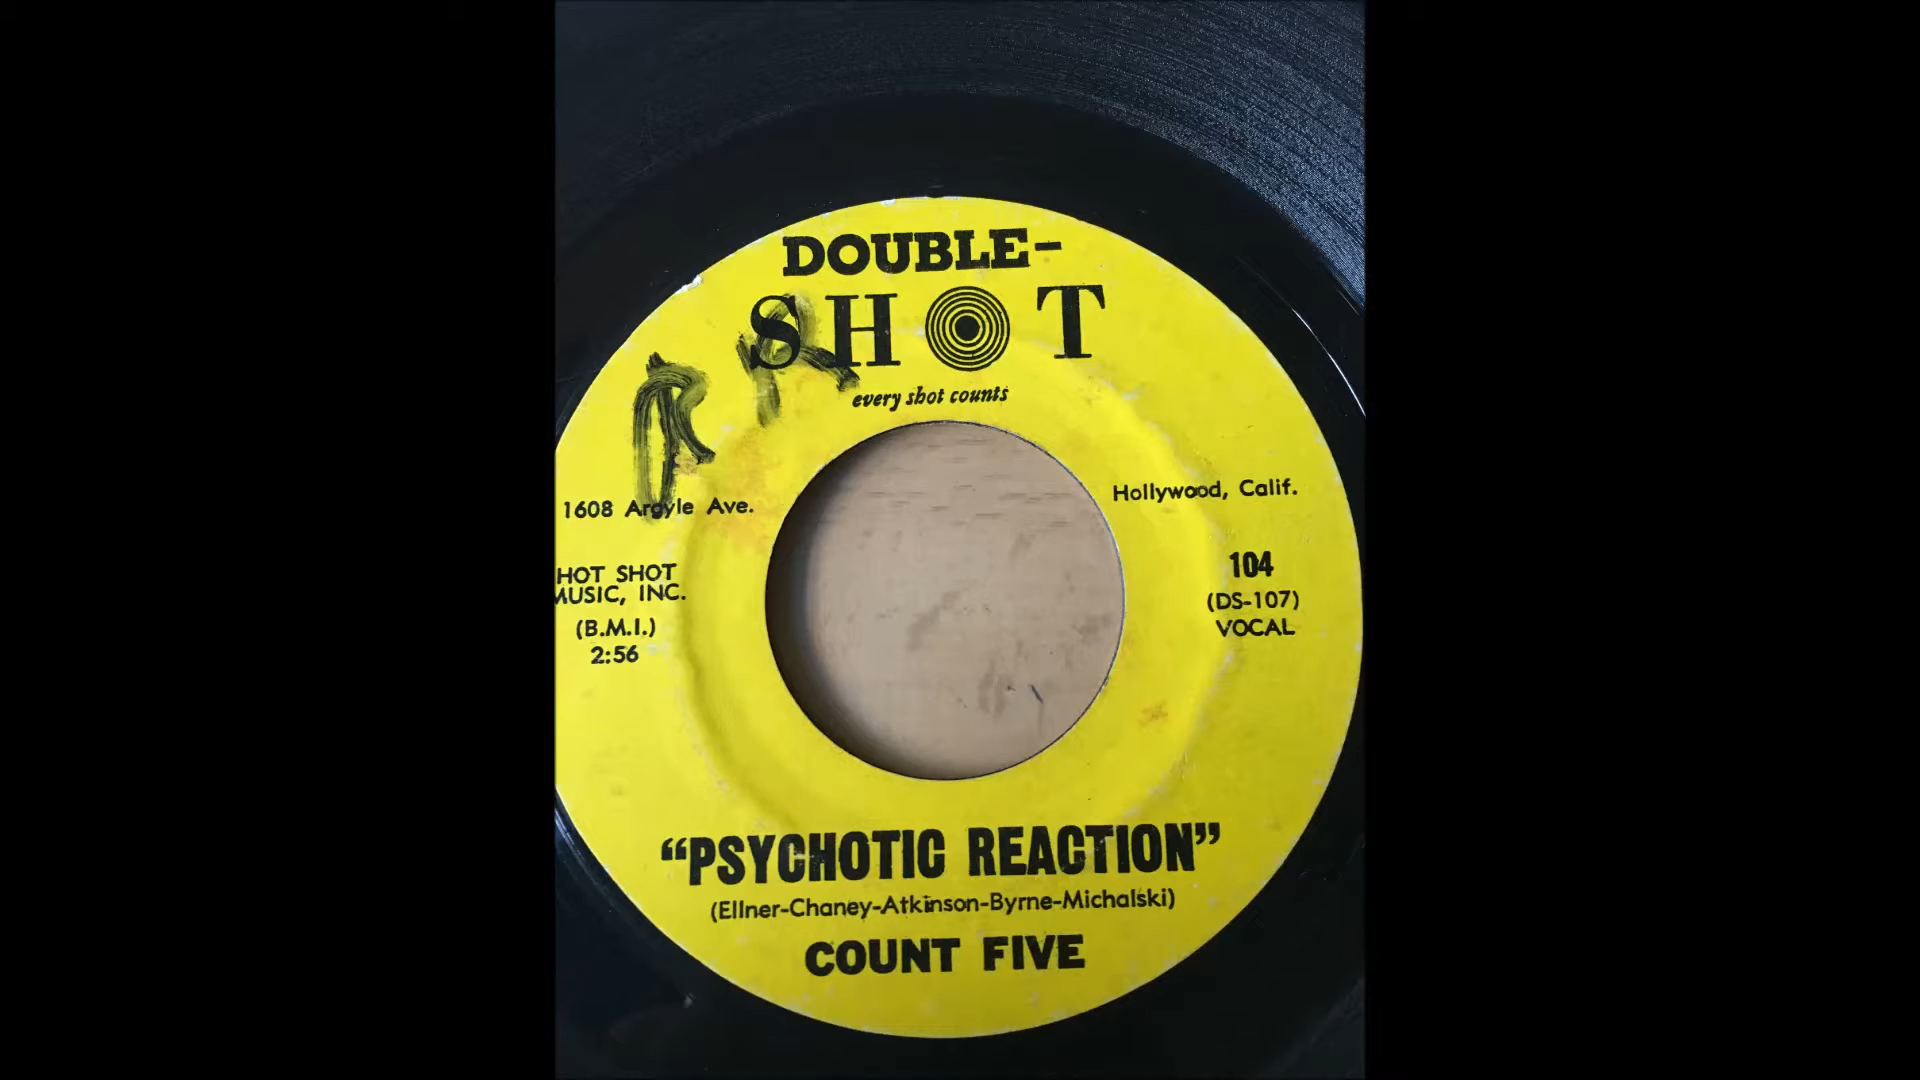 DOUBLE-
SHOT
every shot counts
1608 Argyle Ave.
Hollywood, Calif.
HOT SHOT
MUSIC, INC.
(B.M.I.)
2:56
104
(DS-107)
VOCAL
“PSYCHOTIC REACTION”
(Ellner-Chaney-Atkinson-Byrne-Michalski)
COUNT FIVE